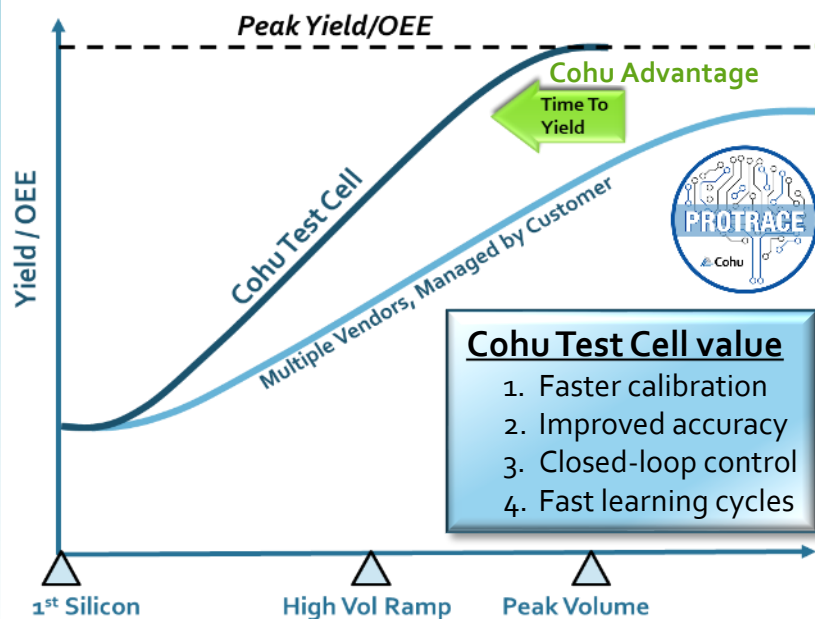 Peak Yield/OEE
Cohu Advantage
Time To
Yield
Yield / OEE
Cohu Test Cell
Multiple Vendors, Managed by Customer
PROTRACE
Cohu
Cohu Test Cell value
1. Faster calibration
2. Improved accuracy
3. Closed-loop control
4. Fast learning cycles
1st Silicon
High Vol Ramp
Peak Volume